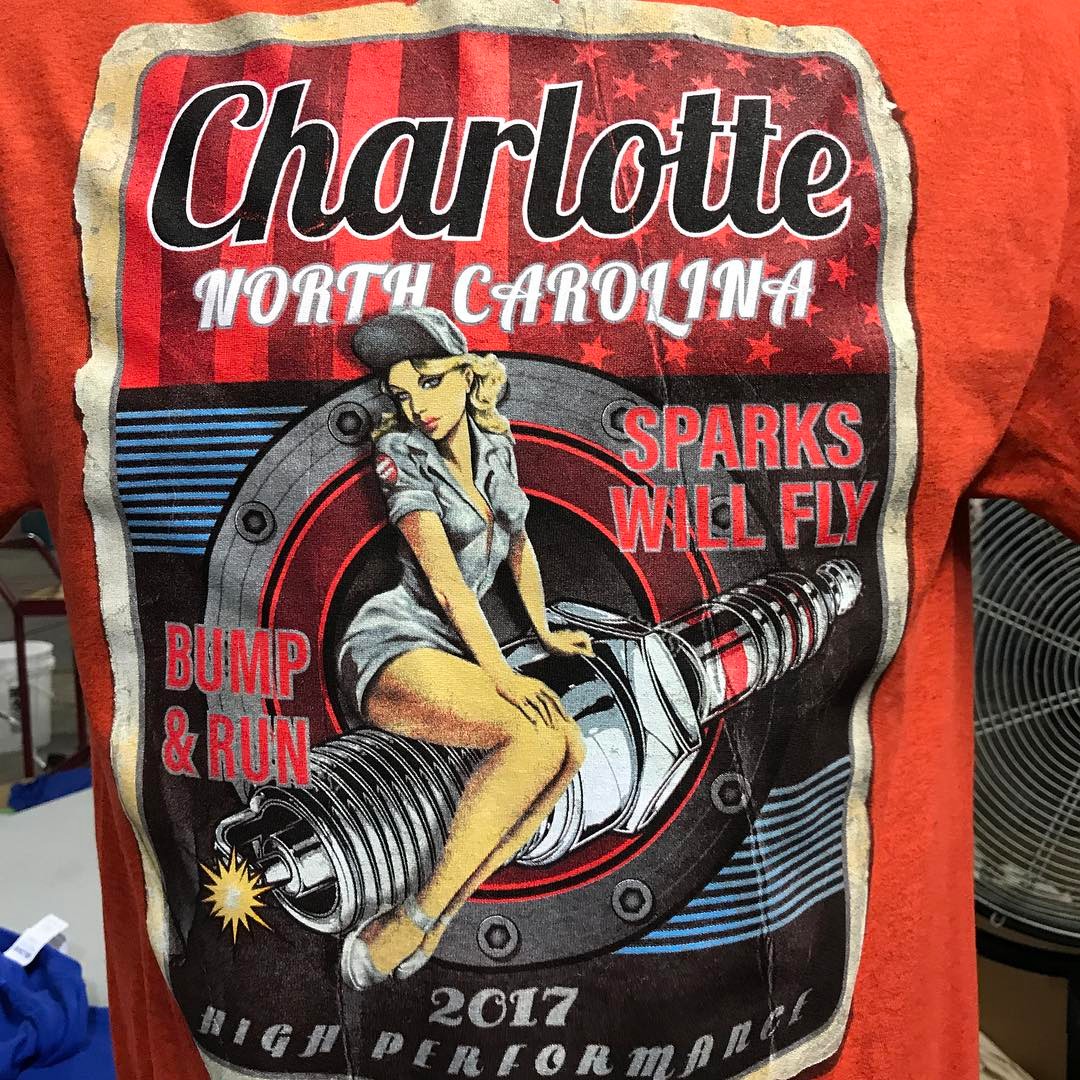 Charlotte
NORTH CAROLINA
SPARKS
WILL FLY
BUMP
& RUN
2017
HIGH PERFORMANCE